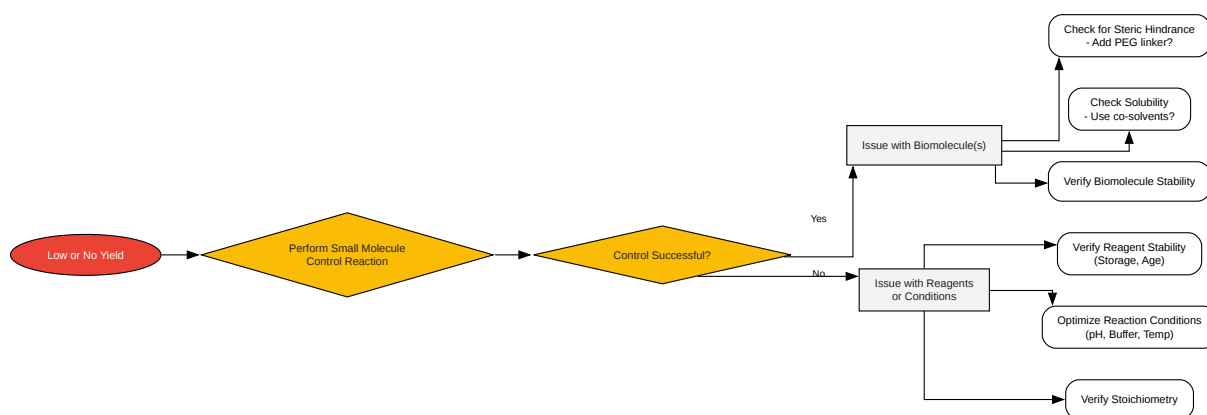 Low or No Yield
Perform Small Molecule
Control Reaction
Control Successful?
Yes
No
Issue with Biomolecule(s)
Check for Steric Hindrance
- Add PEG linker?
Check Solubility
- Use co-solvents?
Verify Biomolecule Stability
Issue with Reagents
or Conditions
Verify Reagent Stability
(Storage, Age)
Optimize Reaction Conditions
(pH, Buffer, Temp)
Verify Stoichiometry